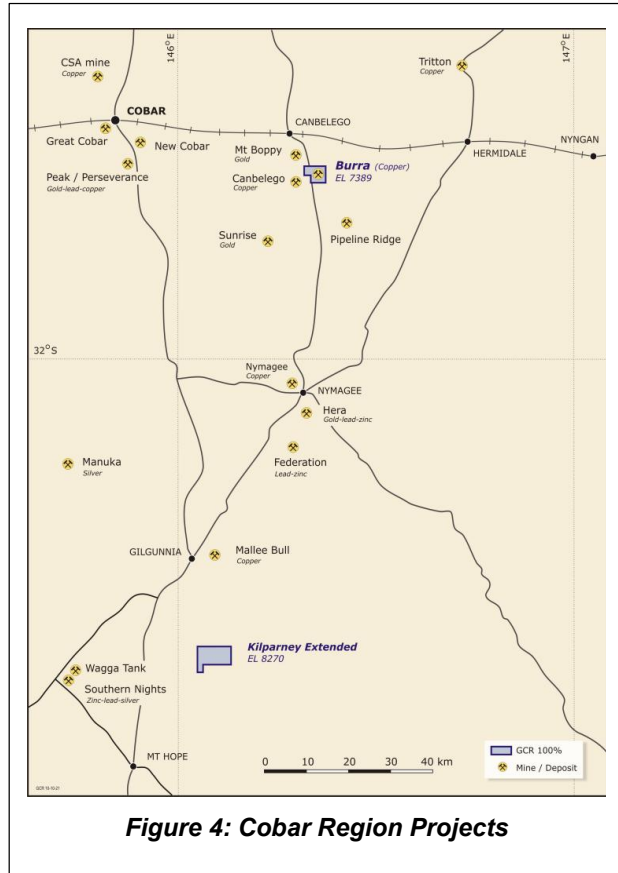 146°E
147°E
CSA mine
Copper
Tritton
Copper
COBAR
CANBELEGO
Great Cobar
New Cobar
Mt Boppy
Gold
HERMIDALE
NYNGAN
Peak / Perseverance
Gold-lead-copper
Canbelego
Copper
Burra (Copper)
EL 7389
Sunrise
Gold
Pipeline Ridge
32°S
Nymagee
Copper
NYMAGEE
Hera
Gold-lead-zinc
Manuka
Silver
Federation
Lead-zinc
GILGUNNIA
Mallee Bull
Copper
Kilparney Extended
EL 8270
Wagga Tank
Southern Nights
Zinc-lead-silver
MT HOPE
0 10 20 30 40 km
GCR 100%
Mine / Deposit
Figure 4: Cobar Region Projects